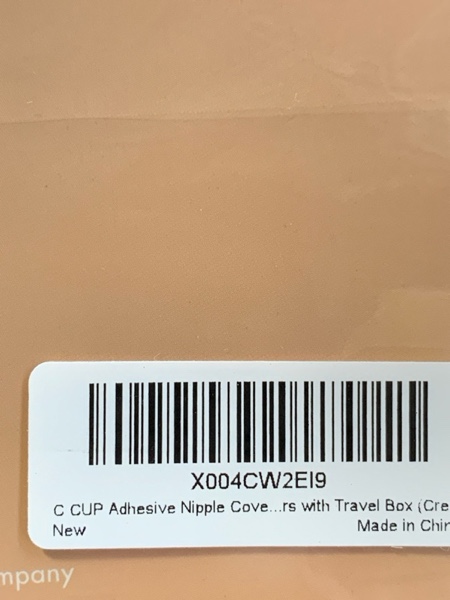 X004CW2EI9
C CUP Adhesive Nipple Cove...rs with Travel Box (Cre
New
Made in Chin
mpany